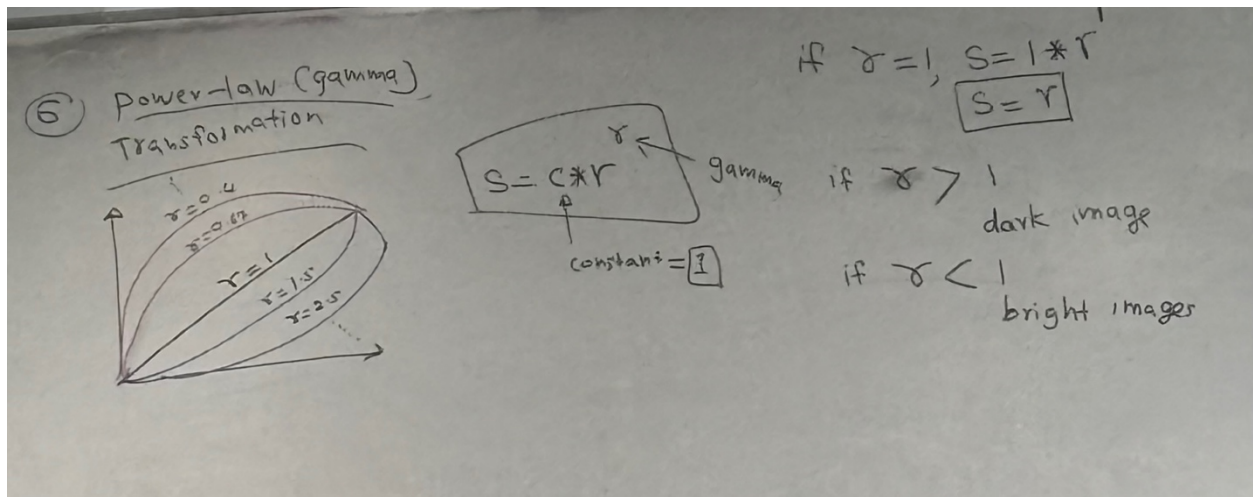 6 Power-law (gamma)
Transformation
γ=0.4
γ=0.67
γ=1
γ=1.5
γ=2.5
S = C*r^γ ← gamma
constant = 1
if γ=1, S=1*r^1
S=r
if γ > 1
dark image
if γ < 1
bright images